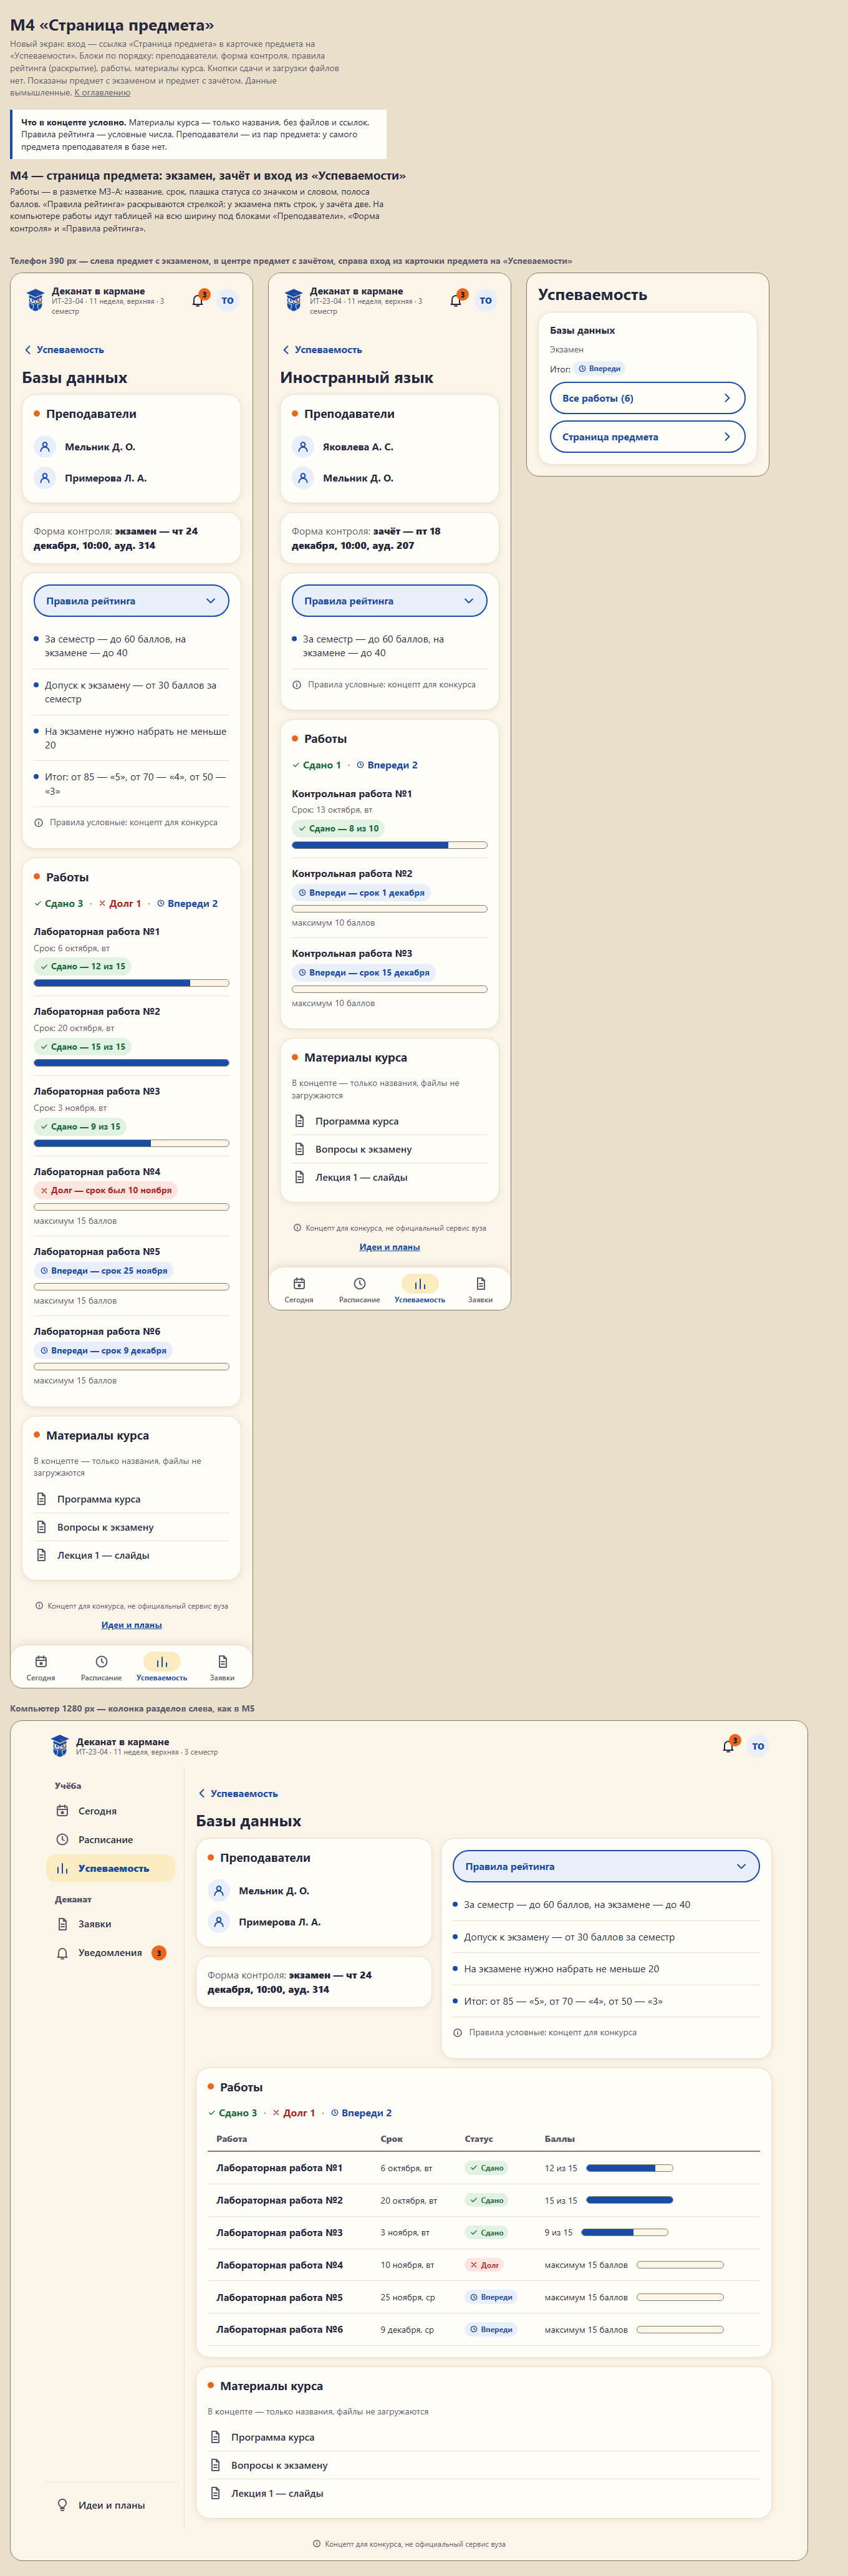 М4 «Страница предмета»
Новый экран: вход — ссылка «Страница предмета» в карточке предмета на
«Успеваемости». Блоки по порядку: преподаватели, форма контроля, правила
рейтинга (раскрытие), работы, материалы курса. Кнопки сдачи и загрузки файлов
нет. Показаны предмет с экзаменом и предмет с зачётом. Данные
вымышленные. К оглавлению
Что в концепте условно. Материалы курса — только названия, без файлов и ссылок.
Правила рейтинга — условные числа. Преподаватели — из пар предмета: у самого
предмета преподавателя в базе нет.
М4 — страница предмета: экзамен, зачёт и вход из «Успеваемости»
Работы — в разметке М3-А: название, срок, плашка статуса со значком и словом, полоса
баллов. «Правила рейтинга» раскрываются стрелкой; у экзамена пять строк, у зачёта две. На
компьютере работы идут таблицей на всю ширину под блоками «Преподаватели», «Форма
контроля» и «Правила рейтинга».
Телефон 390 px — слева предмет с экзаменом, в центре предмет с зачётом, справа вход из карточки предмета на «Успеваемости»
Деканат в кармане
ИТ-23-04 · 11 неделя, верхняя · 3
семестр
3
ТО
Успеваемость
Базы данных
Преподаватели
Мельник Д. О.
Примерова Л. А.
Форма контроля: экзамен — чт 24
декабря, 10:00, ауд. 314
Правила рейтинга
За семестр — до 60 баллов, на
экзамене — до 40
Допуск к экзамену — от 30 баллов за
семестр
На экзамене нужно набрать не меньше
20
Итог: от 85 — «5», от 70 — «4», от 50 —
«3»
Правила условные: концепт для конкурса
Работы
Сдано 3 · Долг 1 · Впереди 2
Лабораторная работа №1
Срок: 6 октября, вт
Сдано — 12 из 15
Лабораторная работа №2
Срок: 20 октября, вт
Сдано — 15 из 15
Лабораторная работа №3
Срок: 3 ноября, вт
Сдано — 9 из 15
Лабораторная работа №4
Долг — срок был 10 ноября
максимум 15 баллов
Лабораторная работа №5
Впереди — срок 25 ноября
максимум 15 баллов
Лабораторная работа №6
Впереди — срок 9 декабря
максимум 15 баллов
Материалы курса
В концепте — только названия, файлы не
загружаются
Программа курса
Вопросы к экзамену
Лекция 1 — слайды
Концепт для конкурса, не официальный сервис вуза
Идеи и планы
Сегодня
Расписание
Успеваемость
Заявки
Деканат в кармане
ИТ-23-04 · 11 неделя, верхняя · 3
семестр
3
ТО
Успеваемость
Иностранный язык
Преподаватели
Яковлева А. С.
Мельник Д. О.
Форма контроля: зачёт — пт 18
декабря, 10:00, ауд. 207
Правила рейтинга
За семестр — до 60 баллов, на
экзамене — до 40
Правила условные: концепт для конкурса
Работы
Сдано 1 · Впереди 2
Контрольная работа №1
Срок: 13 октября, вт
Сдано — 8 из 10
Контрольная работа №2
Впереди — срок 1 декабря
максимум 10 баллов
Контрольная работа №3
Впереди — срок 15 декабря
максимум 10 баллов
Материалы курса
В концепте — только названия, файлы не
загружаются
Программа курса
Вопросы к экзамену
Лекция 1 — слайды
Концепт для конкурса, не официальный сервис вуза
Идеи и планы
Сегодня
Расписание
Успеваемость
Заявки
Успеваемость
Базы данных
Экзамен
Итог: Впереди
Все работы (6)
Страница предмета
Компьютер 1280 px — колонка разделов слева, как в М5
Деканат в кармане
ИТ-23-04 · 11 неделя, верхняя · 3 семестр
3
ТО
Учёба
Сегодня
Расписание
Успеваемость
Деканат
Заявки
Уведомления 3
Идеи и планы
Успеваемость
Базы данных
Преподаватели
Мельник Д. О.
Примерова Л. А.
Форма контроля: экзамен — чт 24
декабря, 10:00, ауд. 314
Правила рейтинга
За семестр — до 60 баллов, на экзамене — до 40
Допуск к экзамену — от 30 баллов за семестр
На экзамене нужно набрать не меньше 20
Итог: от 85 — «5», от 70 — «4», от 50 — «3»
Правила условные: концепт для конкурса
Работы
Сдано 3 · Долг 1 · Впереди 2
Работа Срок Статус Баллы
Лабораторная работа №1 6 октября, вт Сдано 12 из 15
Лабораторная работа №2 20 октября, вт Сдано 15 из 15
Лабораторная работа №3 3 ноября, вт Сдано 9 из 15
Лабораторная работа №4 10 ноября, вт Долг максимум 15 баллов
Лабораторная работа №5 25 ноября, ср Впереди максимум 15 баллов
Лабораторная работа №6 9 декабря, ср Впереди максимум 15 баллов
Материалы курса
В концепте — только названия, файлы не загружаются
Программа курса
Вопросы к экзамену
Лекция 1 — слайды
Концепт для конкурса, не официальный сервис вуза